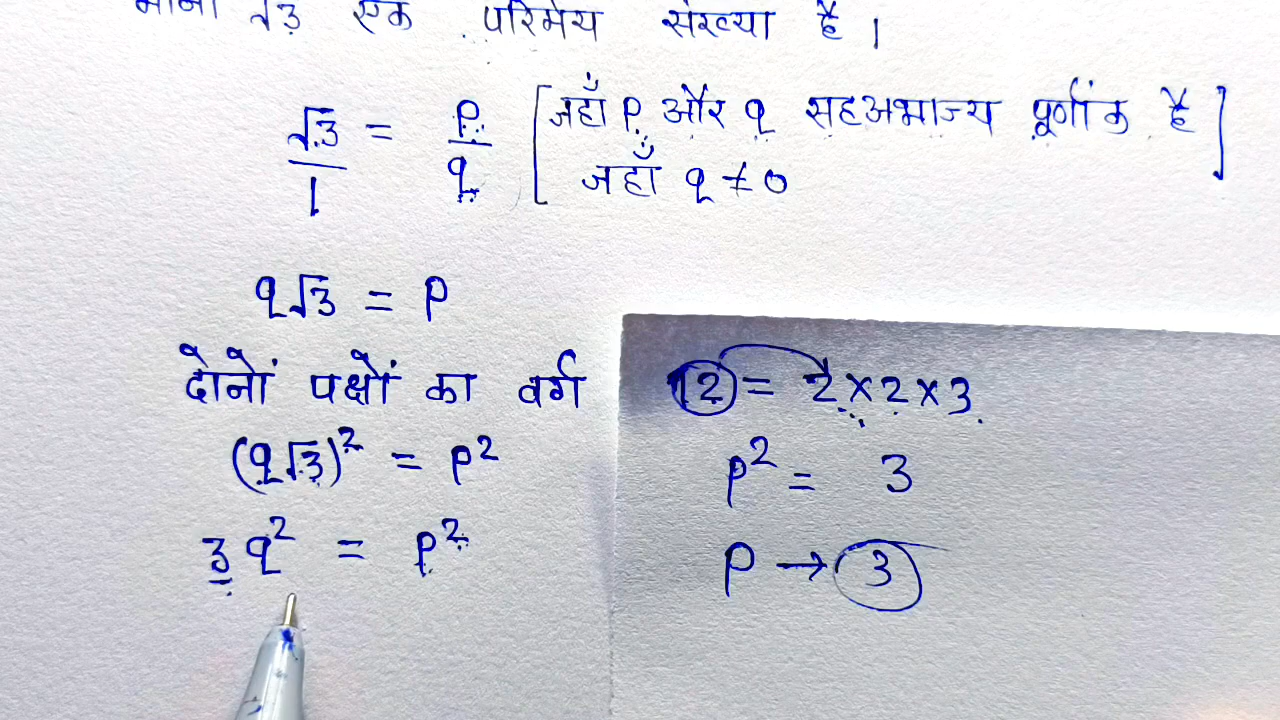 माना √3 एक परिमेय संख्या है।
√3/1 = p/q [जहाँ p और q सहअभाज्य पूर्णांक है
जहाँ q ≠ 0]
q√3 = p
दोनों पक्षों का वर्ग
(q√3)² = p²
3q² = p²
12 = 2×2×3
p² = 3
p → 3